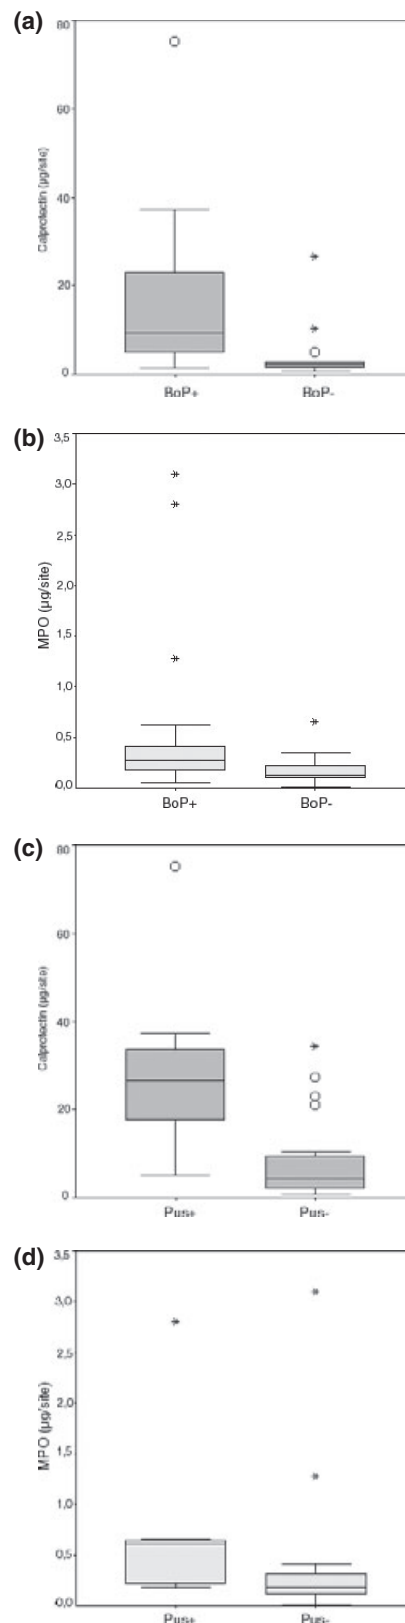 (a)
80
60
40
20
0
Calprotectin (µg/site)
BoP+ BoP-
(b)
3,5
3,0
2,5
2,0
1,5
1,0
0,5
0,0
MPO (µg/site)
BoP+ BoP-
(c)
80
60
40
20
0
Calprotectin (µg/site)
Pus+ Pus-
(d)
3,5
3,0
2,5
2,0
1,5
1,0
0,5
0,0
MPO (µg/site)
Pus+ Pus-